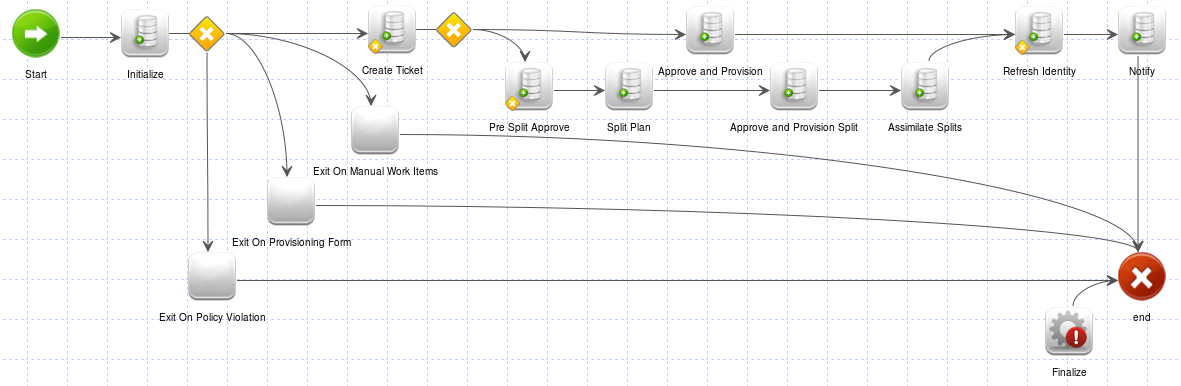 Start
Initialize
Create Ticket
Approve and Provision
Refresh Identity
Notify
Pre Split Approve
Split Plan
Approve and Provision Split
Assimilate Splits
Exit On Manual Work Items
Exit On Provisioning Form
Exit On Policy Violation
end
Finalize